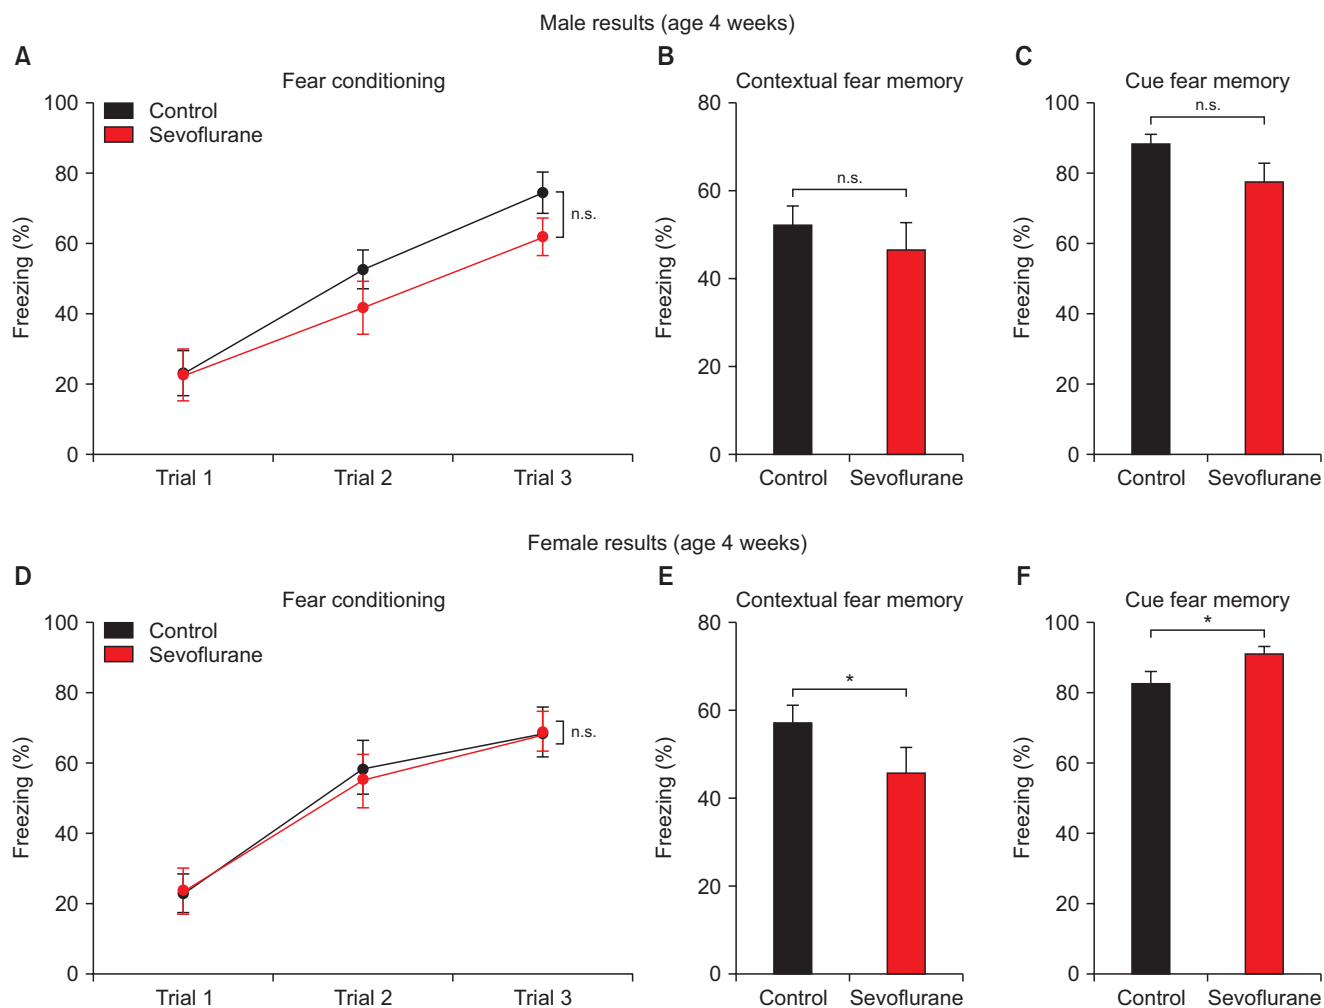 Male results (age 4 weeks)
A
Fear conditioning
Control
Sevoflurane
Freezing (%)
100
80
60
40
20
0
n.s.
Trial 1 Trial 2 Trial 3
B
Contextual fear memory
Freezing (%)
80
60
40
20
0
n.s.
Control Sevoflurane
C
Cue fear memory
Freezing (%)
100
80
60
40
20
0
n.s.
Control Sevoflurane
Female results (age 4 weeks)
D
Fear conditioning
Control
Sevoflurane
Freezing (%)
100
80
60
40
20
0
n.s.
Trial 1 Trial 2 Trial 3
E
Contextual fear memory
Freezing (%)
80
60
40
20
0
*
Control Sevoflurane
F
Cue fear memory
Freezing (%)
100
80
60
40
20
0
*
Control Sevoflurane